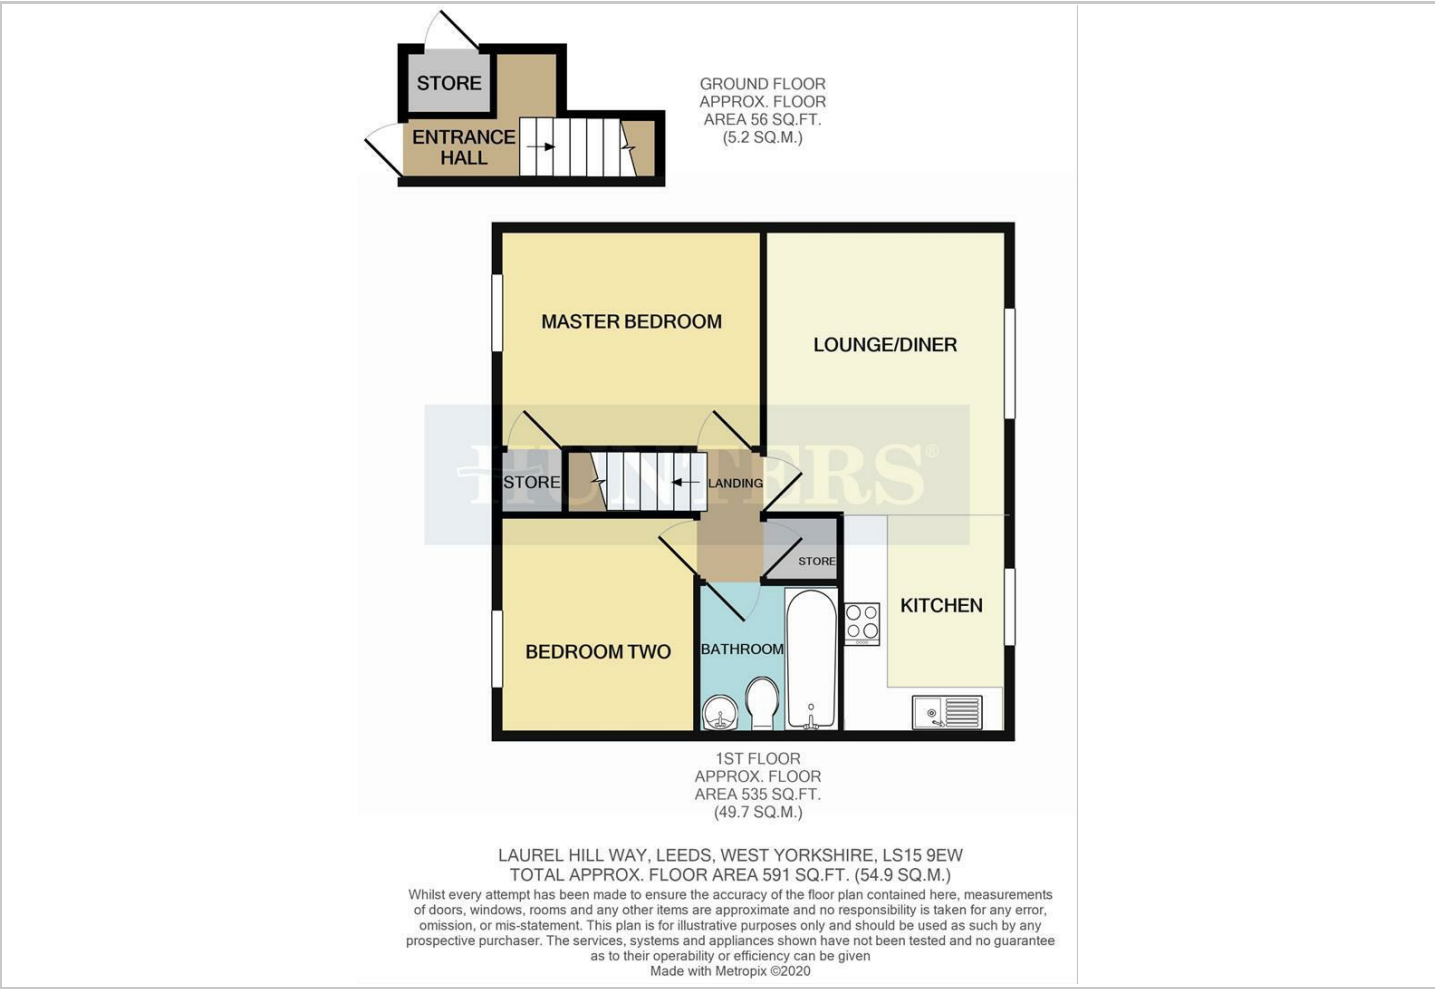 STORE
ENTRANCE
HALL
GROUND FLOOR
APPROX. FLOOR
AREA 56 SQ.FT.
(5.2 SQ.M.)
MASTER BEDROOM
LOUNGE/DINER
HUNTERS®
STORE
LANDING
STORE
KITCHEN
BEDROOM TWO
BATHROOM
1ST FLOOR
APPROX. FLOOR
AREA 535 SQ.FT.
(49.7 SQ.M.)
LAUREL HILL WAY, LEEDS, WEST YORKSHIRE, LS15 9EW
TOTAL APPROX. FLOOR AREA 591 SQ.FT. (54.9 SQ.M.)
Whilst every attempt has been made to ensure the accuracy of the floor plan contained here, measurements
of doors, windows, rooms and any other items are approximate and no responsibility is taken for any error,
omission, or mis-statement. This plan is for illustrative purposes only and should be used as such by any
prospective purchaser. The services, systems and appliances shown have not been tested and no guarantee
as to their operability or efficiency can be given
Made with Metropix ©2020